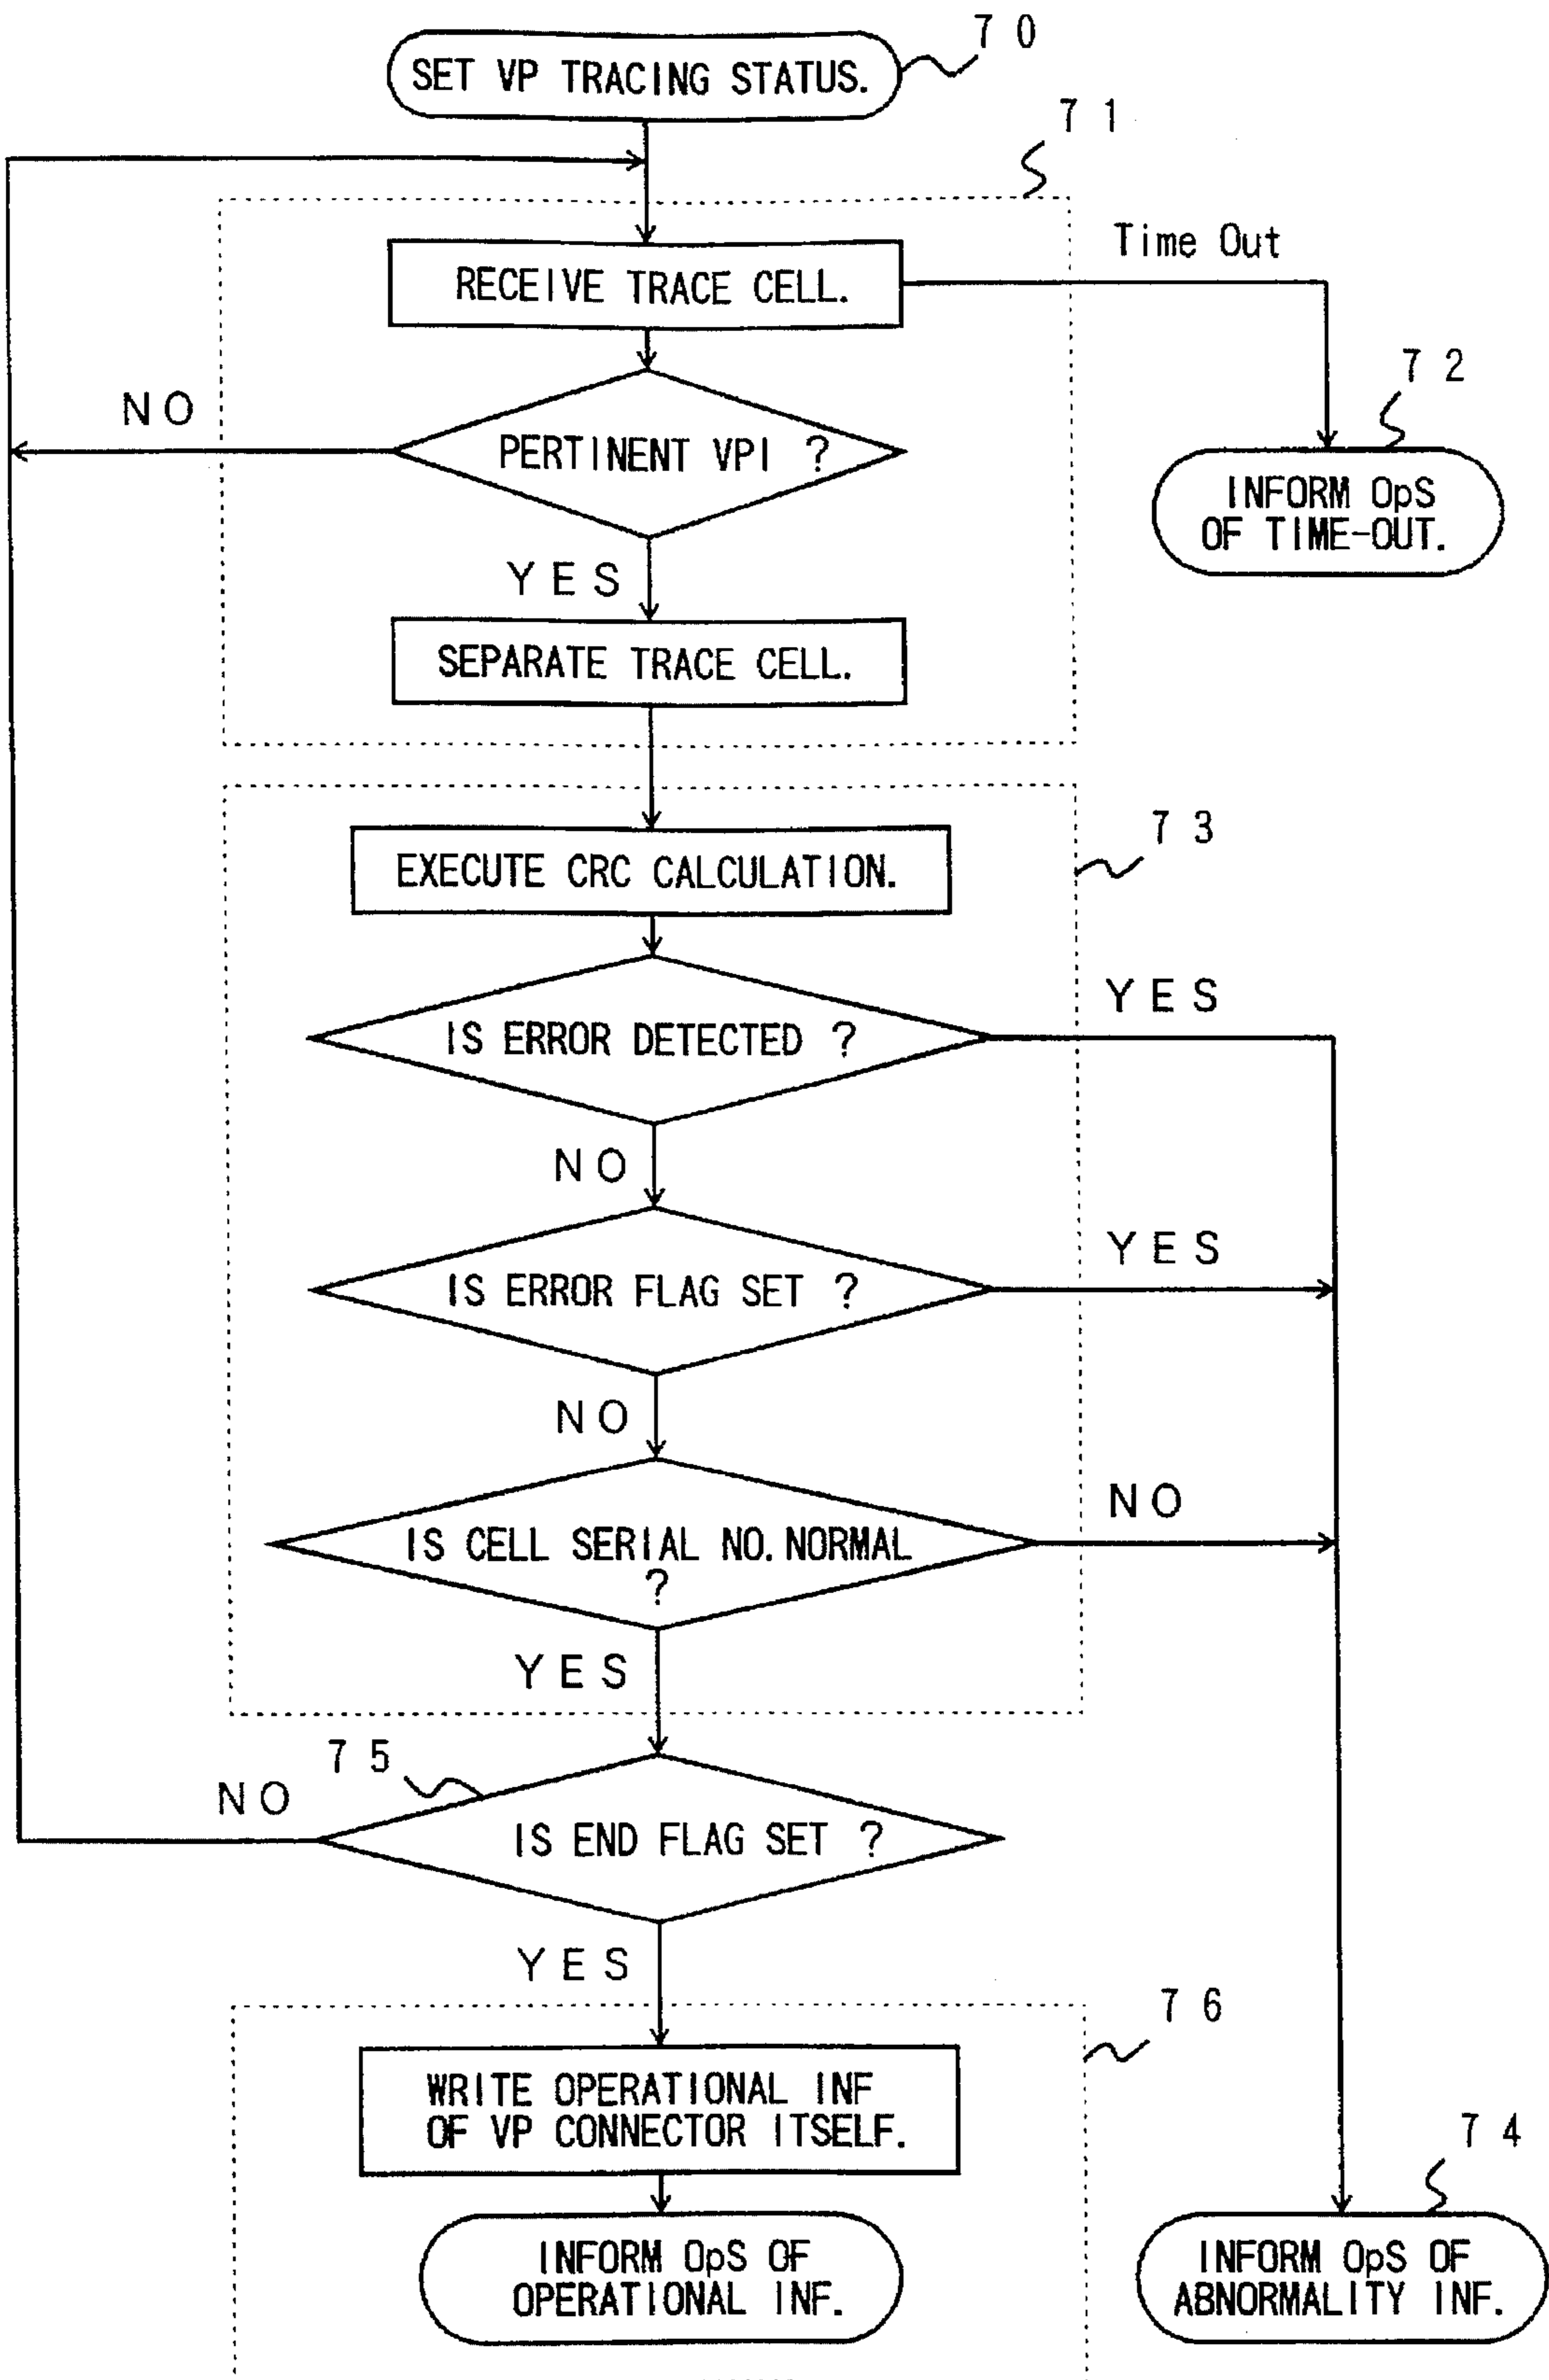 7 0
SET VP TRACING STATUS.
7 1
Time Out
RECEIVE TRACE CELL.
7 2
NO
PERTINENT VPI ?
INFORM OpS
OF TIME-OUT.
YES
SEPARATE TRACE CELL.
7 3
EXECUTE CRC CALCULATION.
YES
IS ERROR DETECTED ?
NO
YES
IS ERROR FLAG SET ?
NO
NO
IS CELL SERIAL NO. NORMAL
?
YES
7 5
NO
IS END FLAG SET ?
YES
7 6
WRITE OPERATIONAL INF
OF VP CONNECTOR ITSELF.
7 4
INFORM OpS OF
OPERATIONAL INF.
INFORM OpS OF
ABNORMALITY INF.